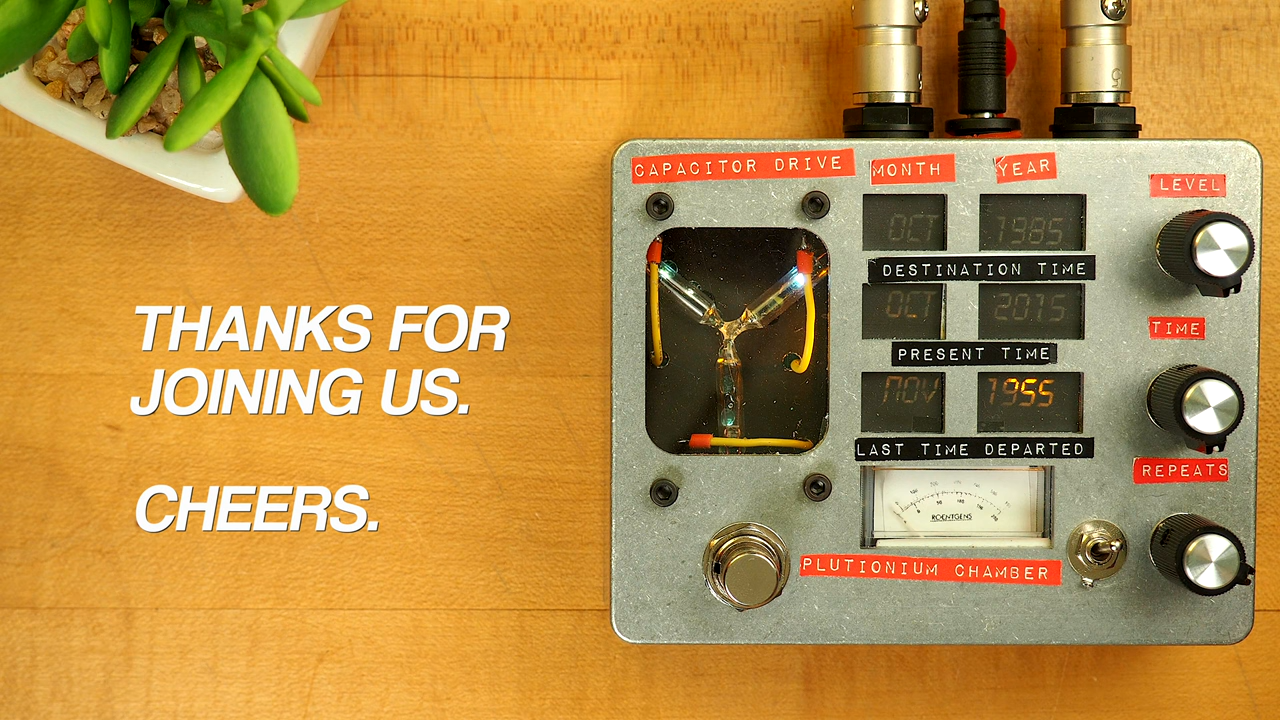 THANKS FOR
JOINING US.
CHEERS.
CAPACITOR DRIVE
MONTH
YEAR
LEVEL
OCT
1985
DESTINATION TIME
OCT
2015
TIME
PRESENT TIME
NOV
1955
LAST TIME DEPARTED
REPEATS
ROENTGENS
PLUTIONIUM CHAMBER